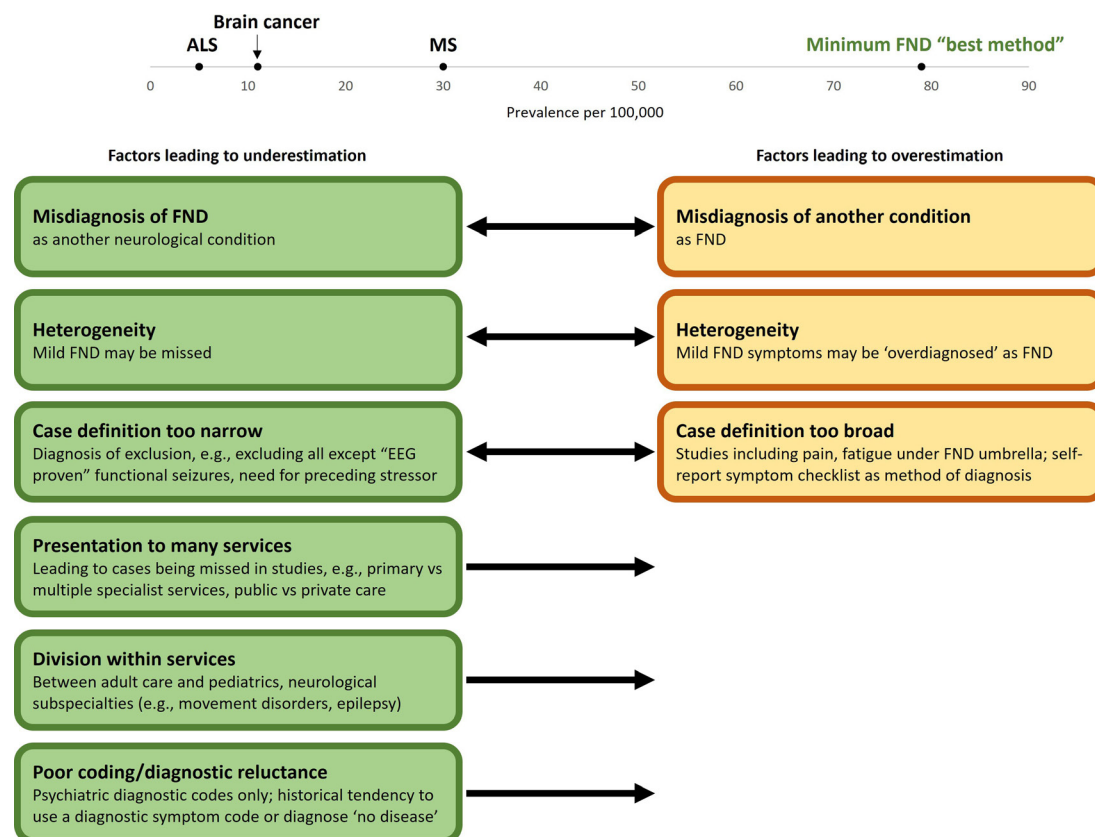 Brain cancer
ALS
MS
Minimum FND “best method”
0 10 20 30 40 50 60 70 80 90
Prevalence per 100,000
Factors leading to underestimation
Factors leading to overestimation
Misdiagnosis of FND
as another neurological condition
Misdiagnosis of another condition
as FND
Heterogeneity
Mild FND may be missed
Heterogeneity
Mild FND symptoms may be ‘overdiagnosed’ as FND
Case definition too narrow
Diagnosis of exclusion, e.g., excluding all except “EEG
proven” functional seizures, need for preceding stressor
Case definition too broad
Studies including pain, fatigue under FND umbrella; self-
report symptom checklist as method of diagnosis
Presentation to many services
Leading to cases being missed in studies, e.g., primary vs
multiple specialist services, public vs private care
Division within services
Between adult care and pediatrics, neurological
subspecialties (e.g., movement disorders, epilepsy)
Poor coding/diagnostic reluctance
Psychiatric diagnostic codes only; historical tendency to
use a diagnostic symptom code or diagnose ‘no disease’